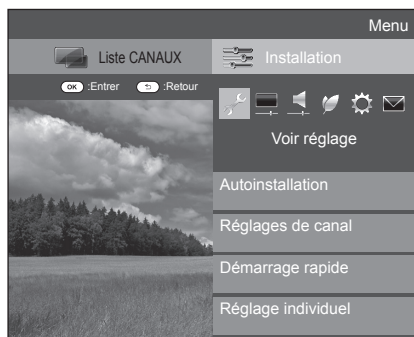 Menu
Liste CANAUX
Installation
OK :Entrer :Retour
Voir réglage
Autoinstallation
Réglages de canal
Démarrage rapide
Réglage individuel